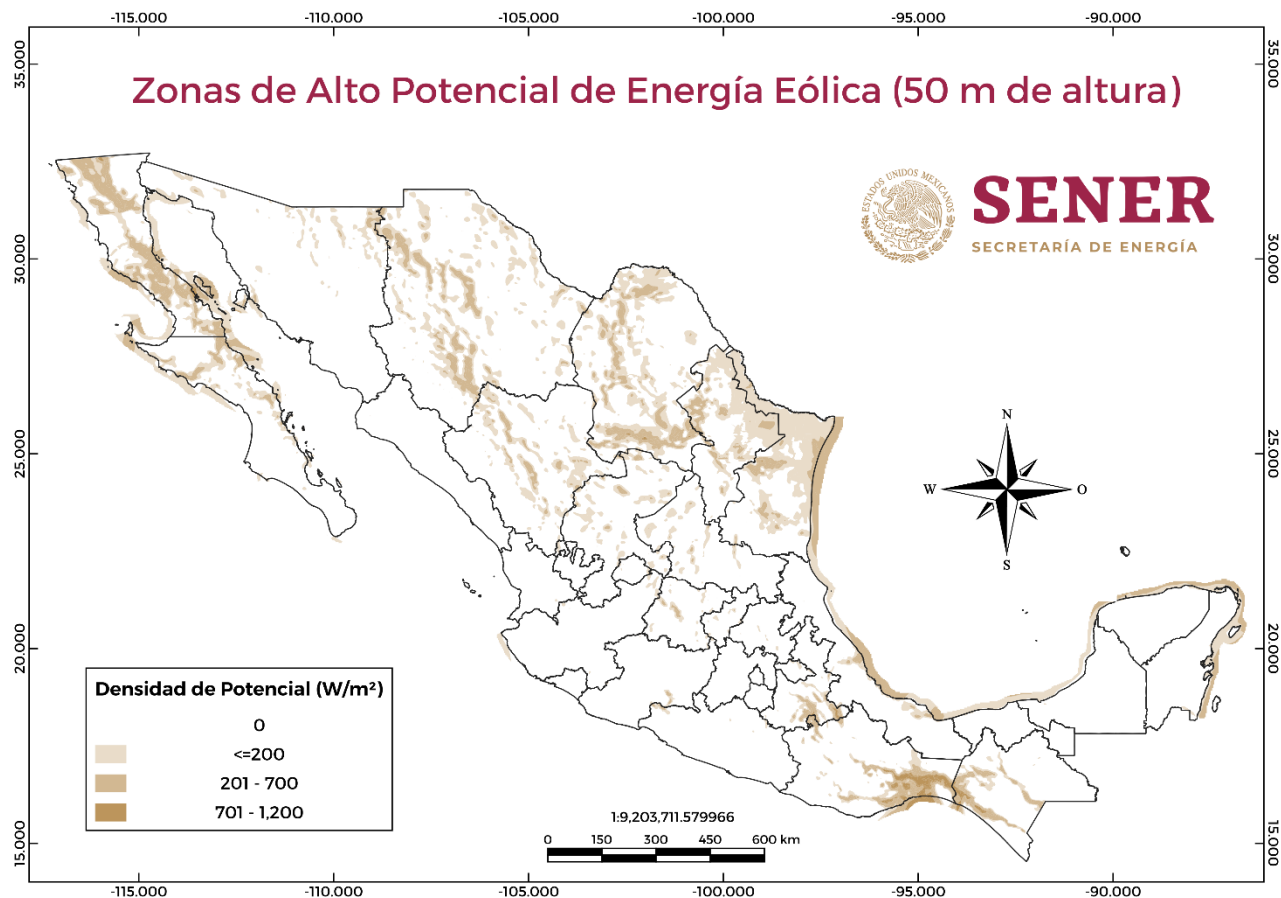 -115.000 -110.000 -105.000 -100.000 -95.000 -90.000
35.000 35.000
Zonas de Alto Potencial de Energía Eólica (50 m de altura)
ESTADOS UNIDOS MEXICANOS
SENER
SECRETARÍA DE ENERGÍA
30.000 30.000
25.000 25.000
N
W O
S
20.000 20.000
Densidad de Potencial (W/m²)
0
<=200
201 - 700
701 - 1,200
1:9,203,711.579966
0 150 300 450 600 km
15.000 15.000
-115.000 -110.000 -105.000 -100.000 -95.000 -90.000